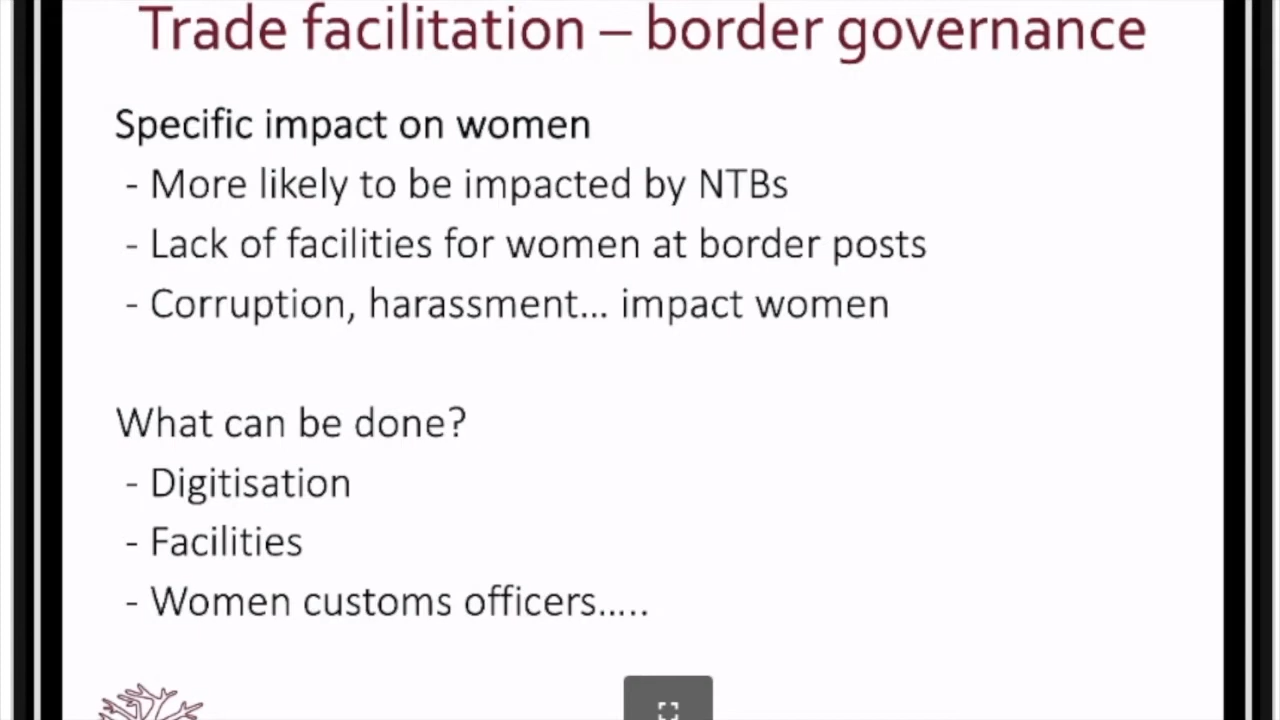 Trade facilitation – border governance
Specific impact on women
- More likely to be impacted by NTBs
- Lack of facilities for women at border posts
- Corruption, harassment... impact women
What can be done?
- Digitisation
- Facilities
- Women customs officers.....